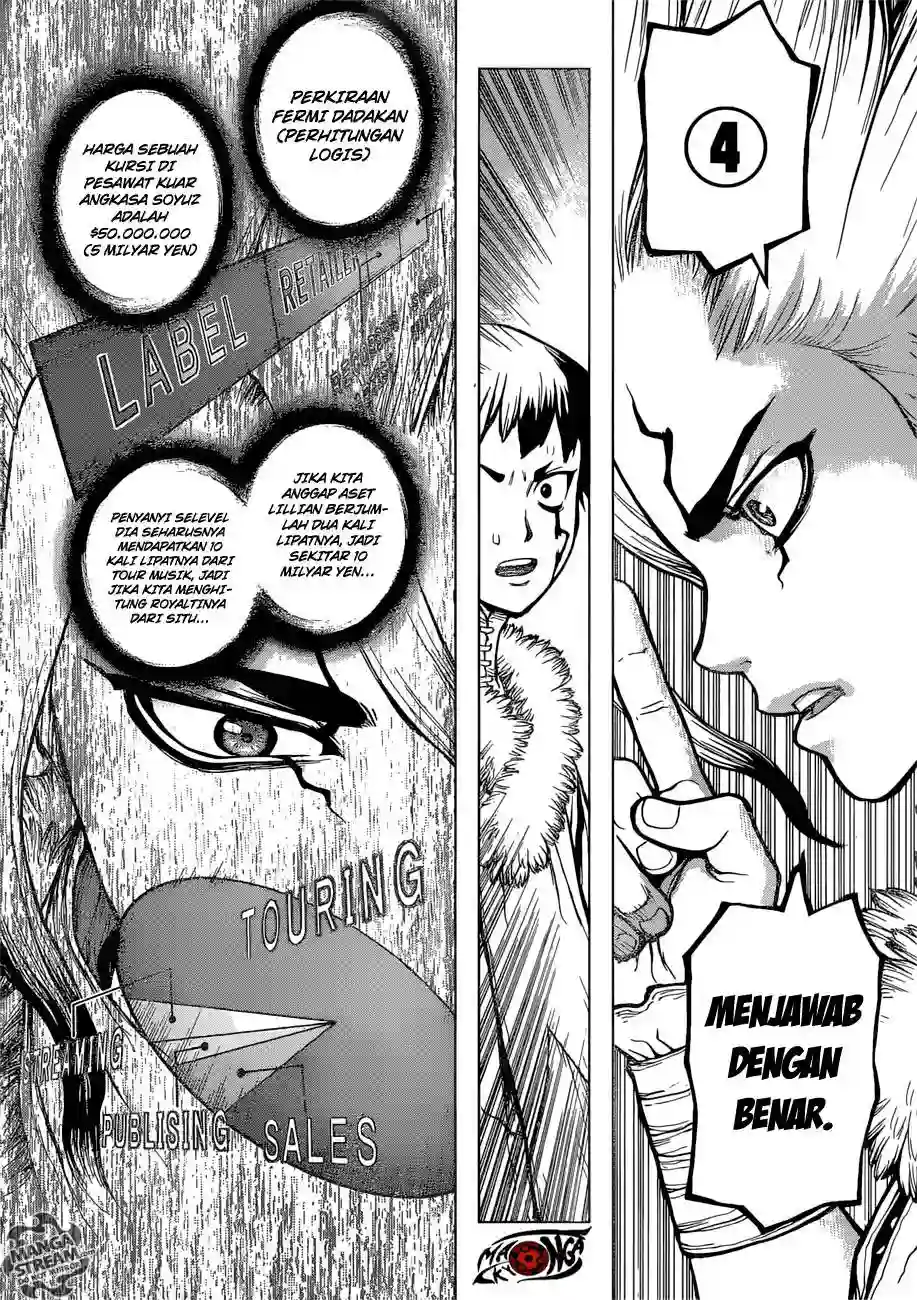 4
MENJAWAB
DENGAN
BENAR.
PERKIRAAN
FERMI DADAKAN
(PERHITUNGAN
LOGIS)
HARGA SEBUAH
KURSI DI
PESAWAT KUAR
ANGKASA SOYUZ
ADALAH
$50.000.000
(5 MILYAR YEN)
LABEL
JIKA KITA
ANGGAP ASET
LILLIAN BERJUM-
LAH DUA KALI
LIPATNYA, JADI
SEKITAR 10
MILYAR YEN...
PENYANYI SELEVEL
DIA SEHARUSNYA
MENDAPATKAN 10
KALI LIPATNYA DARI
TOUR MUSIK, JADI
JIKA KITA MENGHI-
TUNG ROYALTINYA
DARI SITU...
TOURING
STREAMING
PUBLISING
SALES
MANGA
STREAM